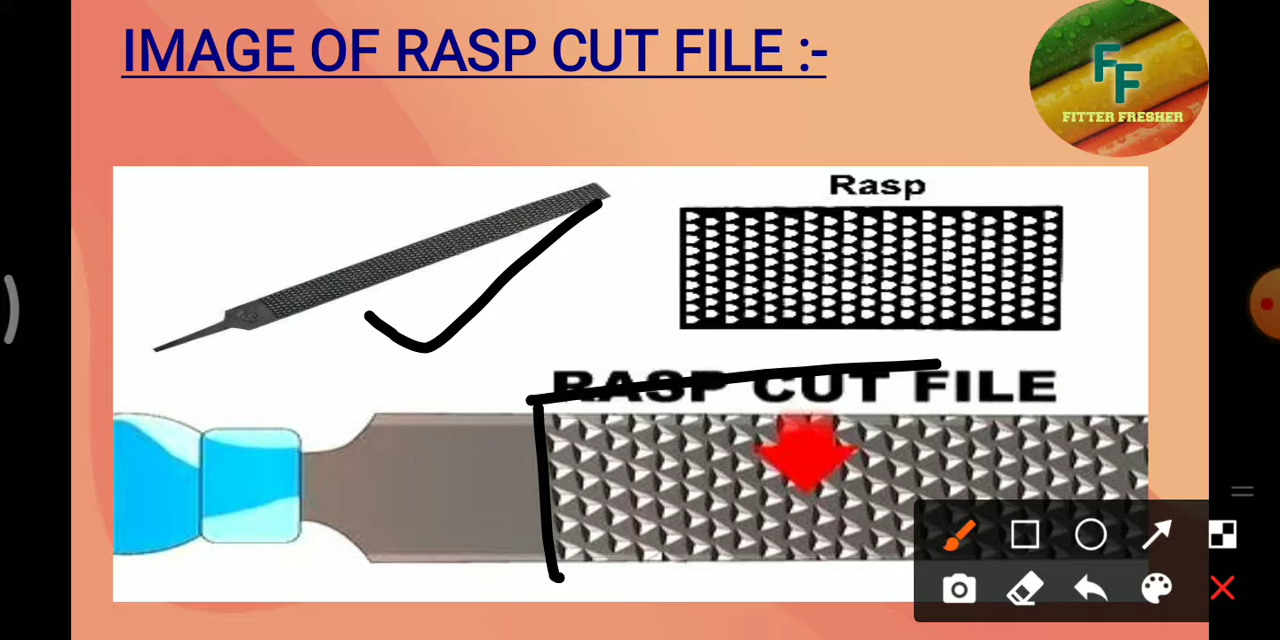 IMAGE OF RASP CUT FILE :-
FF
FITTER FRESHER
Rasp
RASP CUT FILE